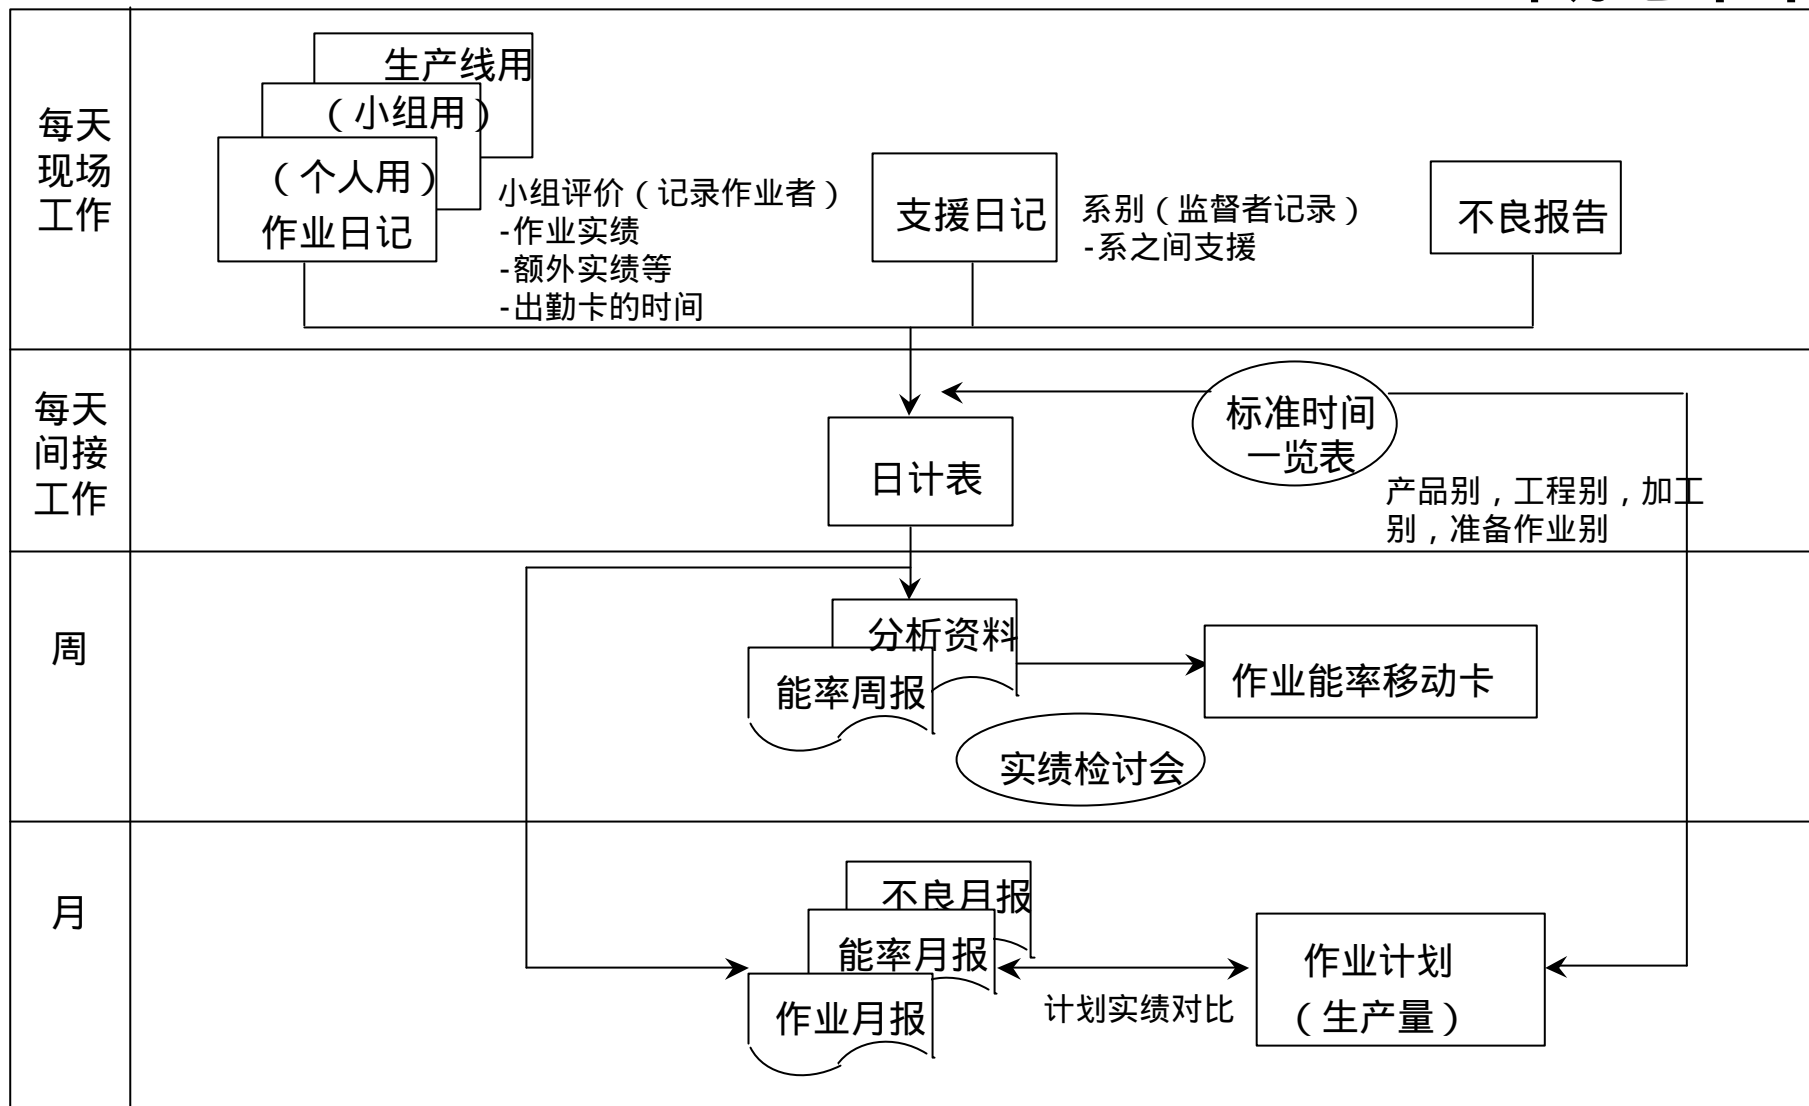 生产线用
（小组用）
（个人用）
作业日记
每天
现场
工作
小组评价（记录作业者）
-作业实绩
-额外实绩等
-出勤卡的时间
支援日记
系别（监督者记录）
-系之间支援
不良报告
每天
间接
工作
标准时间
一览表
日计表
产品别，工程别，加工
别，准备作业别
周
分析资料
能率周报
作业能率移动卡
实绩检讨会
月
不良月报
能率月报
作业月报
计划实绩对比
作业计划
（生产量）